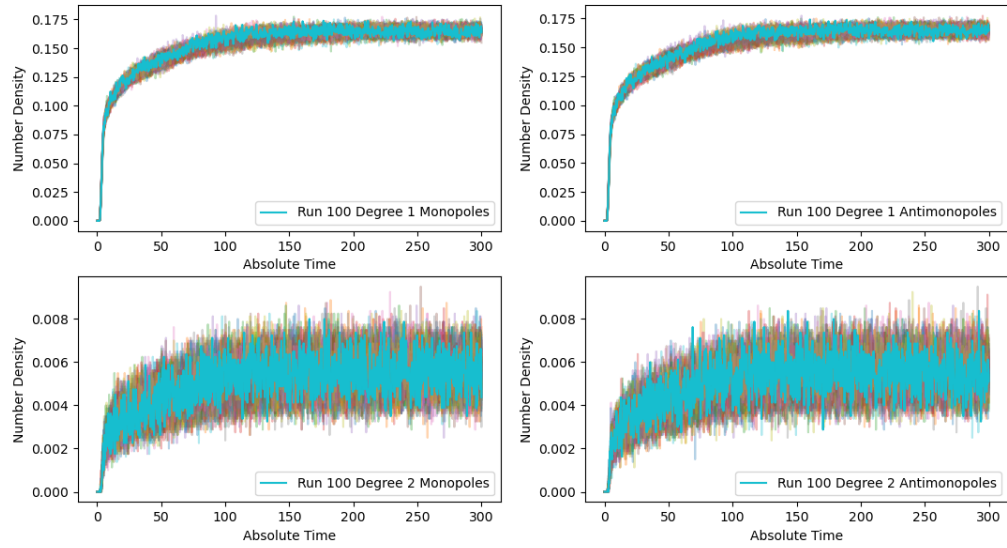 0.175
0.150
0.125
0.100
0.075
0.050
0.025
0.000
Number Density
Run 100 Degree 1 Monopoles
0 50 100 150 200 250 300
Absolute Time
0.175
0.150
0.125
0.100
0.075
0.050
0.025
0.000
Number Density
Run 100 Degree 1 Antimonopoles
0 50 100 150 200 250 300
Absolute Time
0.008
0.006
0.004
0.002
0.000
Number Density
Run 100 Degree 2 Monopoles
0 50 100 150 200 250 300
Absolute Time
0.008
0.006
0.004
0.002
0.000
Number Density
Run 100 Degree 2 Antimonopoles
0 50 100 150 200 250 300
Absolute Time